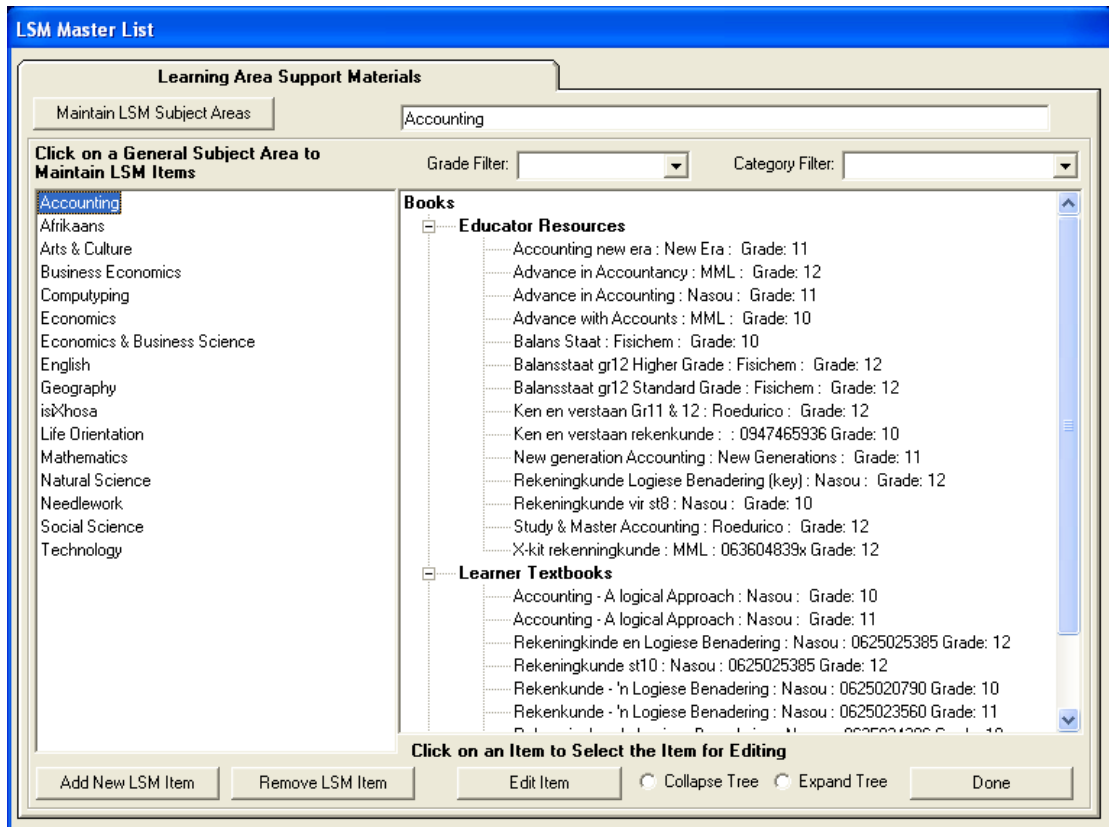 LSM Master List
Learning Area Support Materials
Maintain LSM Subject Areas
Accounting
Click on a General Subject Area to
Maintain LSM Items
Grade Filter:
Category Filter:
Accounting
Afrikaans
Arts & Culture
Business Economics
Computyping
Economics
Economics & Business Science
English
Geography
isiXhosa
Life Orientation
Mathematics
Natural Science
Needlework
Social Science
Technology
Books
Educator Resources
Accounting new era : New Era :  Grade: 11
Advance in Accountancy : MML :  Grade: 12
Advance in Accounting : Nasou :  Grade: 11
Advance with Accounts : MML :  Grade: 10
Balans Staat : Fisichem :  Grade: 10
Balansstaat gr12 Higher Grade : Fisichem :  Grade: 12
Balansstaat gr12 Standard Grade : Fisichem :  Grade: 12
Ken en verstaan Gr11 & 12 : Roedurico :  Grade: 12
Ken en verstaan rekenkunde :  : 0947465936 Grade: 10
New generation Accounting : New Generations :  Grade: 11
Rekeningkunde Logiese Benadering (key) : Nasou :  Grade: 12
Rekeningkunde vir st8 : Nasou :  Grade: 10
Study & Master Accounting : Roedurico :  Grade: 12
X-kit rekenningkunde : MML : 063604839x Grade: 12
Learner Textbooks
Accounting - A logical Approach : Nasou :  Grade: 10
Accounting - A logical Approach : Nasou :  Grade: 11
Rekeningkinde en Logiese Benadering : Nasou : 0625025385 Grade: 12
Rekeningkunde st10 : Nasou : 0625025385 Grade: 12
Rekenkunde - 'n Logiese Benadering : Nasou : 0625020790 Grade: 10
Rekenkunde - 'n Logiese Benadering : Nasou : 0625023560 Grade: 11
Click on an Item to Select the Item for Editing
Add New LSM Item
Remove LSM Item
Edit Item
Collapse Tree
Expand Tree
Done